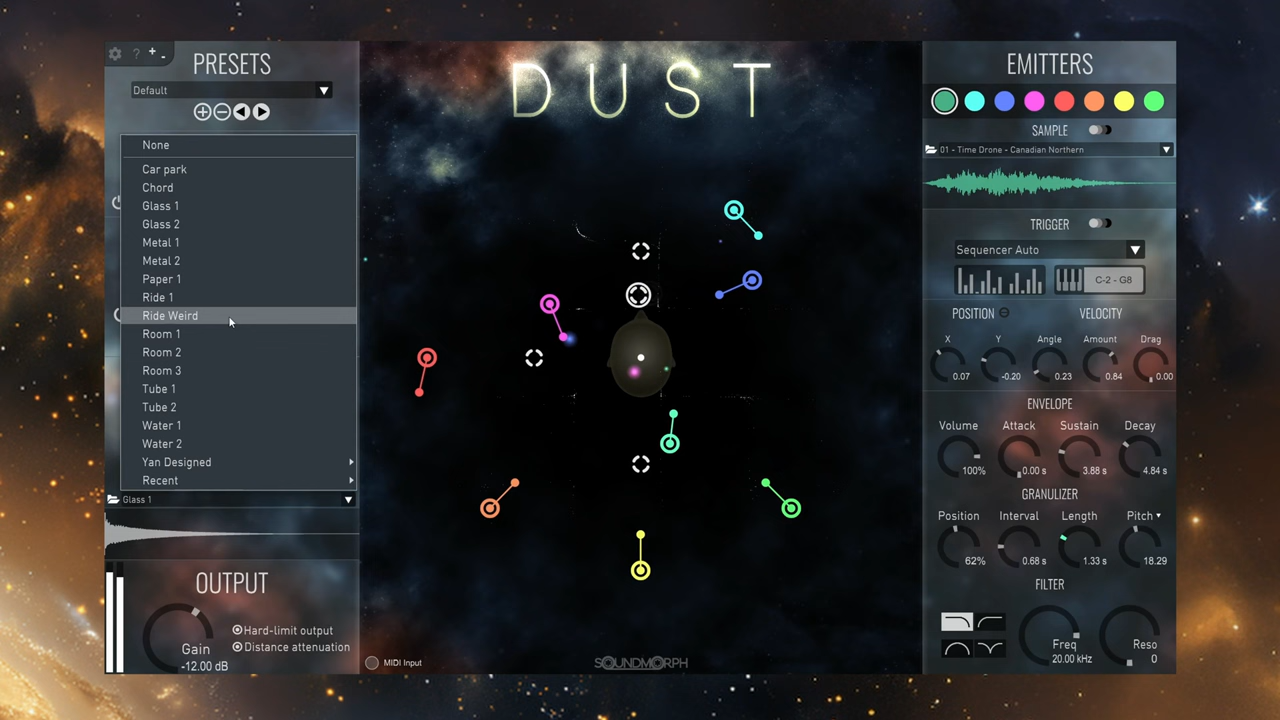 ? + -
PRESETS
Default
None
Car park
Chord
Glass 1
Glass 2
Metal 1
Metal 2
Paper 1
Ride 1
Ride Weird
Room 1
Room 2
Room 3
Tube 1
Tube 2
Water 1
Water 2
Yan Designed
Recent
Glass 1
OUTPUT
Gain
-12.00 dB
Hard-limit output
Distance attenuation
DUST
MIDI Input
SOUNDMORPH
EMITTERS
SAMPLE
01 - Time Drone - Canadian Northern
TRIGGER
Sequencer Auto
C-2 - G8
POSITION VELOCITY
X Y Angle Amount Drag
0.07 -0.20 0.23 0.84 0.00
ENVELOPE
Volume Attack Sustain Decay
100% 0.00 s 3.88 s 4.84 s
GRANULIZER
Position Interval Length Pitch
62% 0.68 s 1.33 s 18.29
FILTER
Freq Reso
20.00 kHz 0